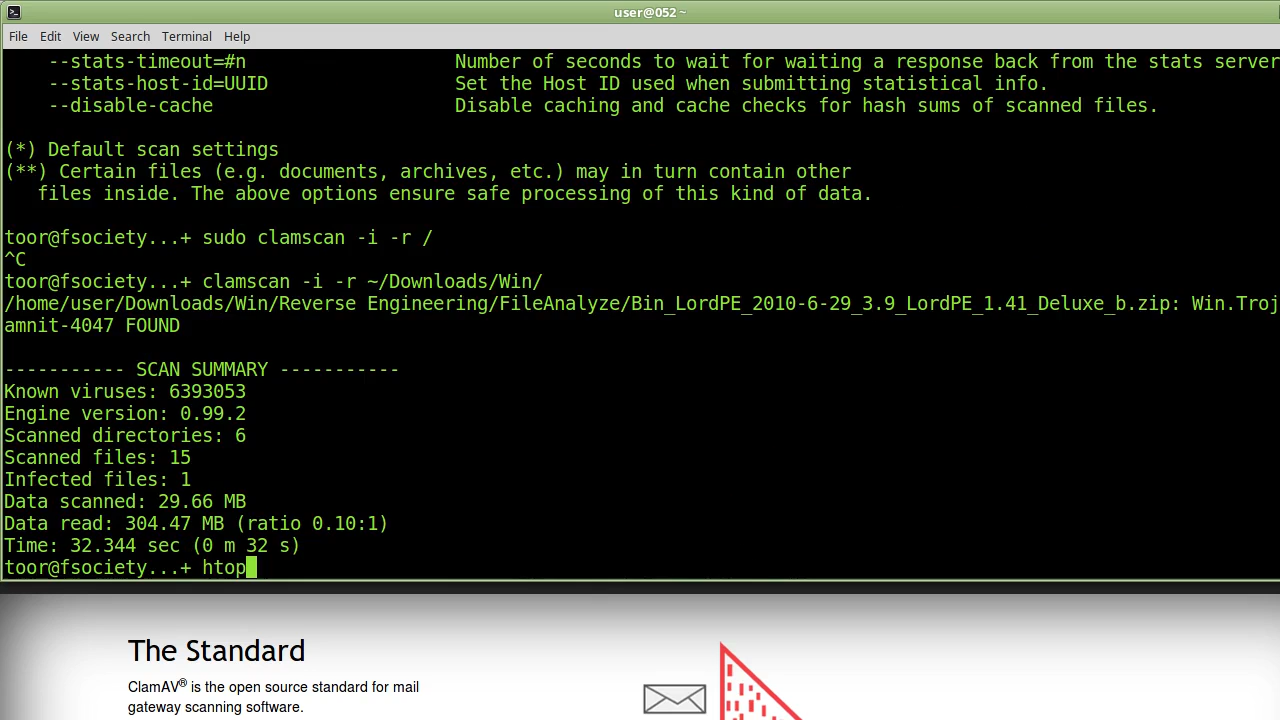 user@052 ~
File Edit View Search Terminal Help
--stats-timeout=#n Number of seconds to wait for waiting a response back from the stats server
--stats-host-id=UUID Set the Host ID used when submitting statistical info.
--disable-cache Disable caching and cache checks for hash sums of scanned files.
(*) Default scan settings
(**) Certain files (e.g. documents, archives, etc.) may in turn contain other
files inside. The above options ensure safe processing of this kind of data.
toor@fsociety...+ sudo clamscan -i -r /
^C
toor@fsociety...+ clamscan -i -r ~/Downloads/Win/
/home/user/Downloads/Win/Reverse Engineering/FileAnalyze/Bin_LordPE_2010-6-29_3.9_LordPE_1.41_Deluxe_b.zip: Win.Troj
amnit-4047 FOUND
----------- SCAN SUMMARY -----------
Known viruses: 6393053
Engine version: 0.99.2
Scanned directories: 6
Scanned files: 15
Infected files: 1
Data scanned: 29.66 MB
Data read: 304.47 MB (ratio 0.10:1)
Time: 32.344 sec (0 m 32 s)
toor@fsociety...+ htop
The Standard
ClamAV® is the open source standard for mail
gateway scanning software.